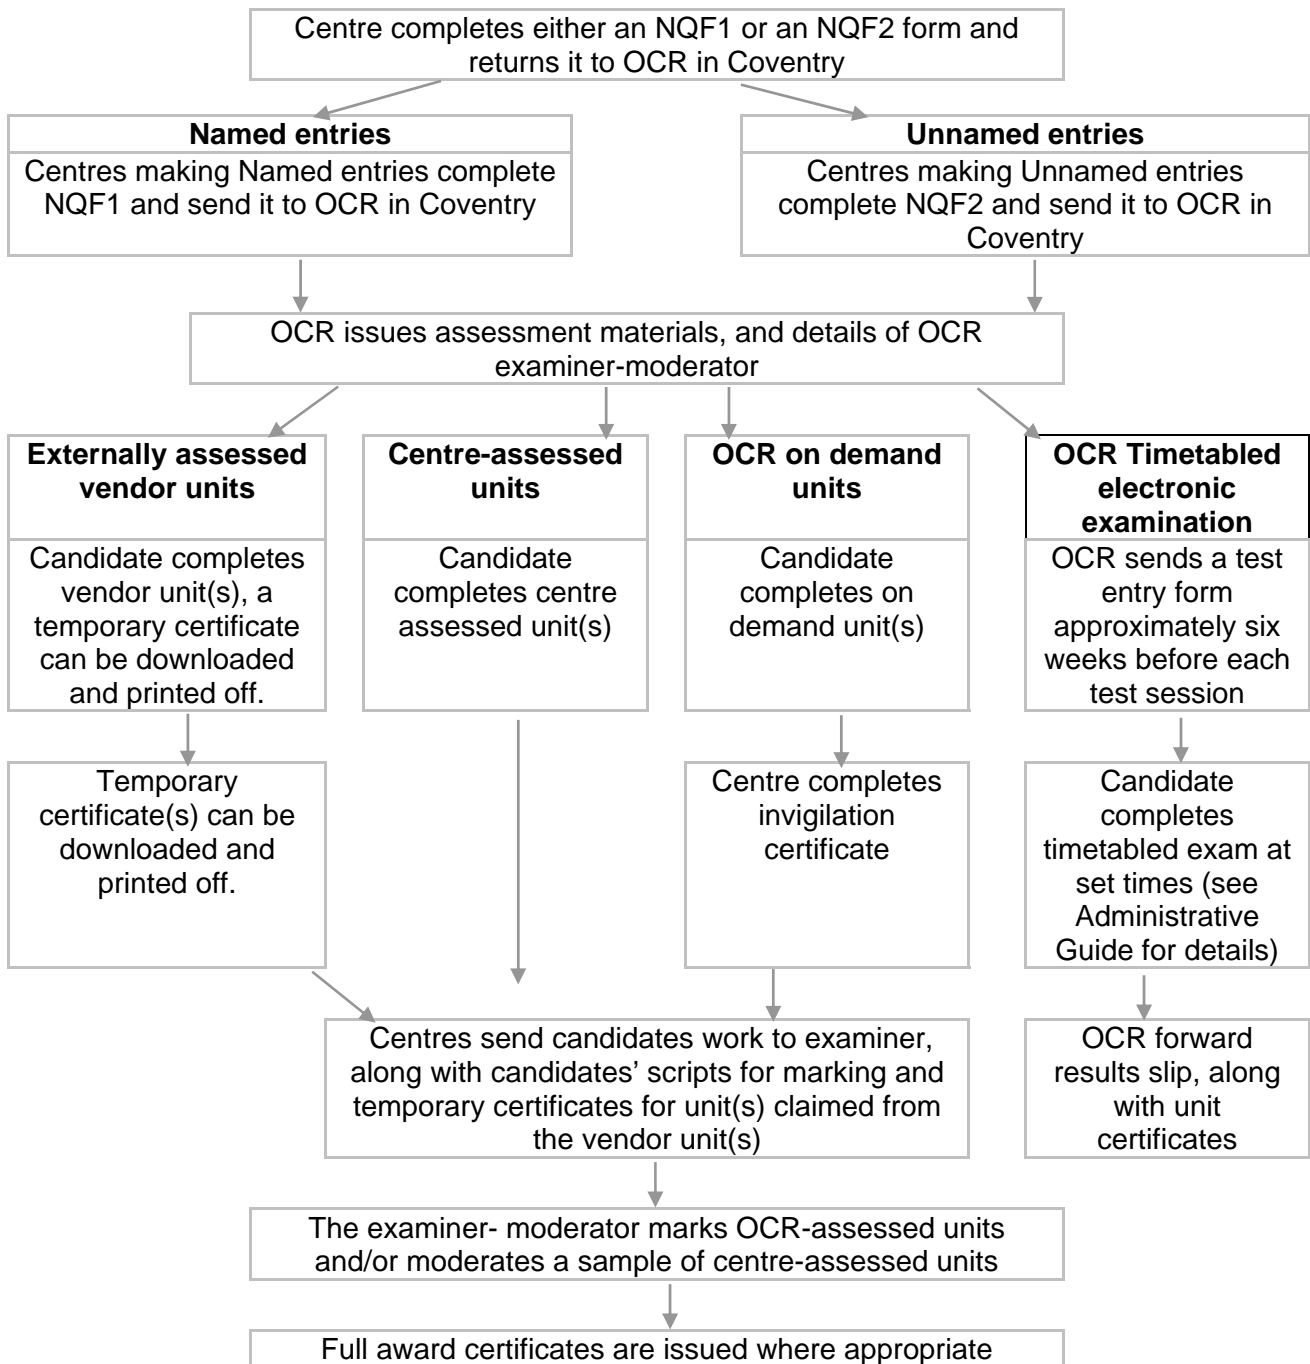 Centre completes either an NQF1 or an NQF2 form and
returns it to OCR in Coventry
Named entries
Centres making Named entries complete
NQF1 and send it to OCR in Coventry
Unnamed entries
Centres making Unnamed entries
complete NQF2 and send it to OCR in
Coventry
OCR issues assessment materials, and details of OCR
examiner-moderator
Externally assessed
vendor units
Candidate completes
vendor unit(s), a
temporary certificate
can be downloaded
and printed off.
Centre-assessed
units
Candidate
completes centre
assessed unit(s)
OCR on demand
units
Candidate
completes on
demand unit(s)
OCR Timetabled
electronic
examination
OCR sends a test
entry form
approximately six
weeks before each
test session
Temporary
certificate(s) can be
downloaded and
printed off.
Centre completes
invigilation
certificate
Candidate
completes
timetabled exam at
set times (see
Administrative
Guide for details)
Centres send candidates work to examiner,
along with candidates’ scripts for marking and
temporary certificates for unit(s) claimed from
the vendor unit(s)
OCR forward
results slip, along
with unit
certificates
The examiner- moderator marks OCR-assessed units
and/or moderates a sample of centre-assessed units
Full award certificates are issued where appropriate